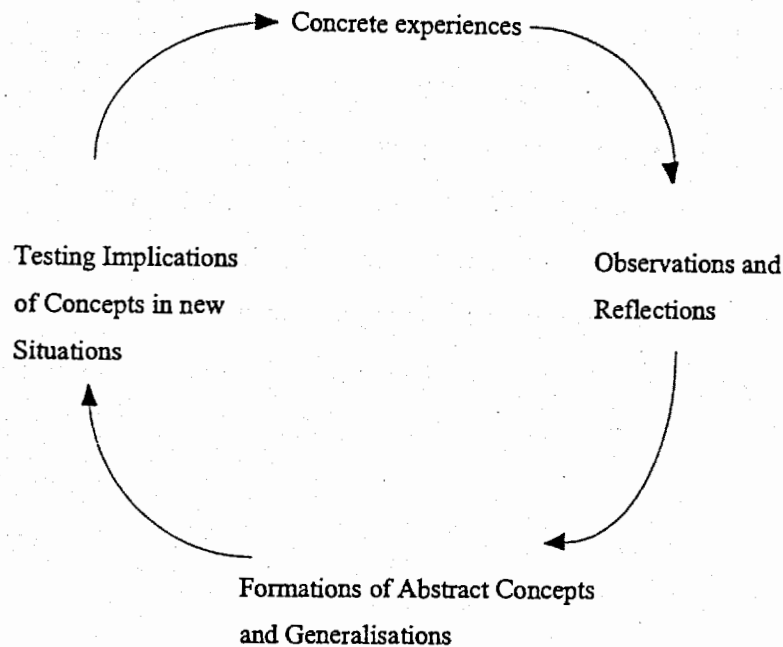 Concrete experiences
Observations and
Reflections
Formations of Abstract Concepts
and Generalisations
Testing Implications
of Concepts in new
Situations